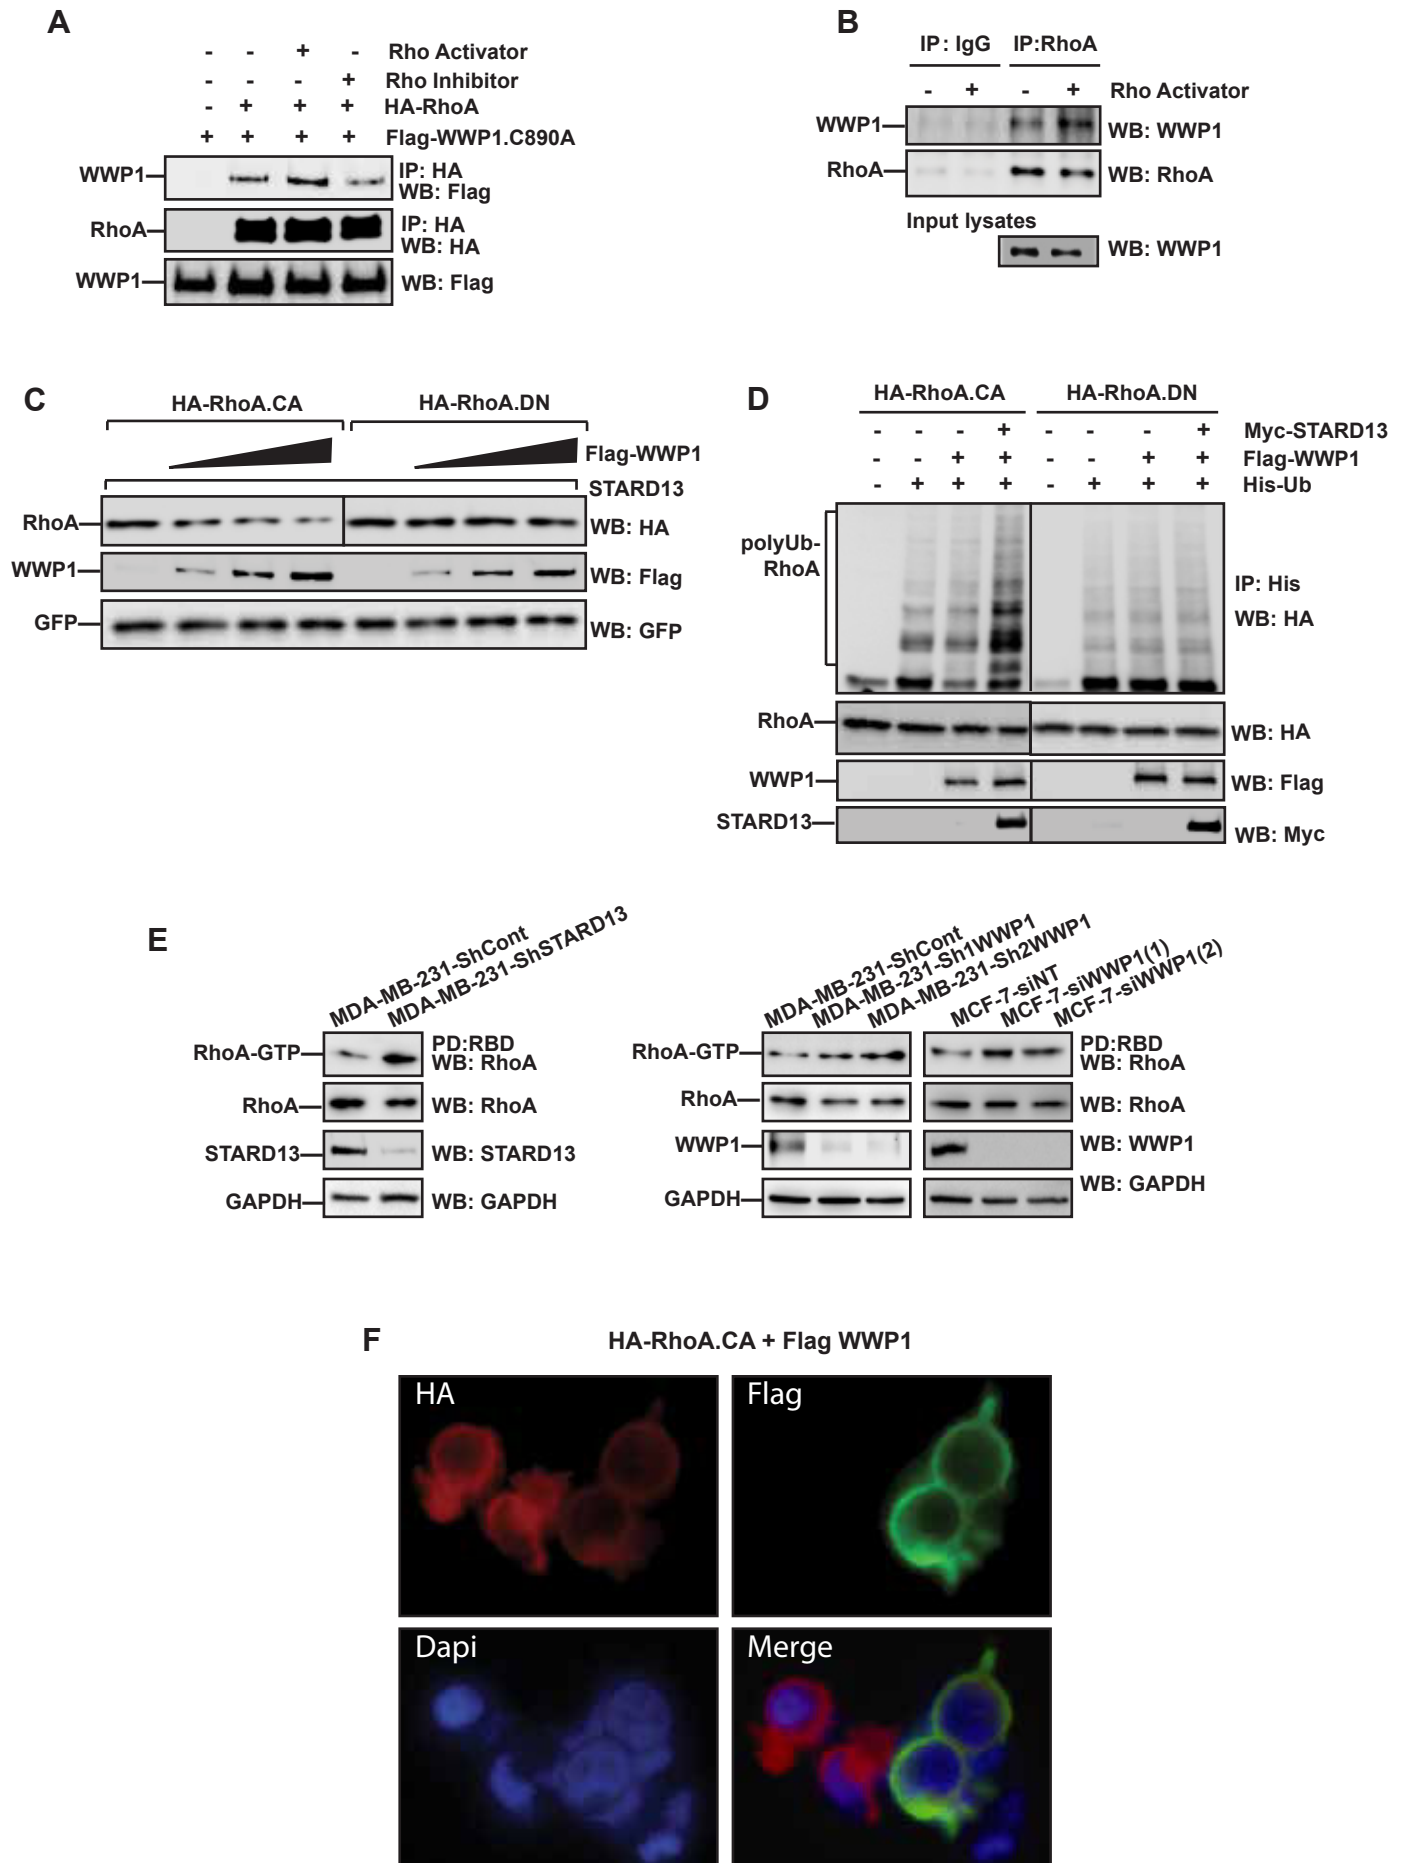 A
- - + - Rho Activator
- - - + Rho Inhibitor
- + + + HA-RhoA
+ + + + Flag-WWP1.C890A
WWP1 IP: HA
WB: Flag
RhoA IP: HA
WB: HA
WWP1 WB: Flag
B
IP: IgG IP:RhoA
- + - + Rho Activator
WWP1 WB: WWP1
RhoA WB: RhoA
Input lysates
WB: WWP1
C
HA-RhoA.CA HA-RhoA.DN
Flag-WWP1
STARD13
RhoA WB: HA
WWP1 WB: Flag
GFP WB: GFP
D
HA-RhoA.CA HA-RhoA.DN
- - - + - - - + Myc-STARD13
- - + + - - + + Flag-WWP1
- + + + - + + + His-Ub
polyUb-
RhoA
IP: His
WB: HA
RhoA WB: HA
WWP1 WB: Flag
STARD13 WB: Myc
E
MDA-MB-231-ShCont
MDA-MB-231-ShSTARD13
RhoA-GTP PD:RBD
WB: RhoA
RhoA WB: RhoA
STARD13 WB: STARD13
GAPDH WB: GAPDH
MDA-MB-231-ShCont
MDA-MB-231-Sh1WWP1
MDA-MB-231-Sh2WWP1
MCF-7-siNT
MCF-7-siWWP1(1)
MCF-7-siWWP1(2)
RhoA-GTP PD:RBD
WB: RhoA
RhoA WB: RhoA
WWP1 WB: WWP1
GAPDH WB: GAPDH
F
HA-RhoA.CA + Flag WWP1
HA Flag
Dapi Merge